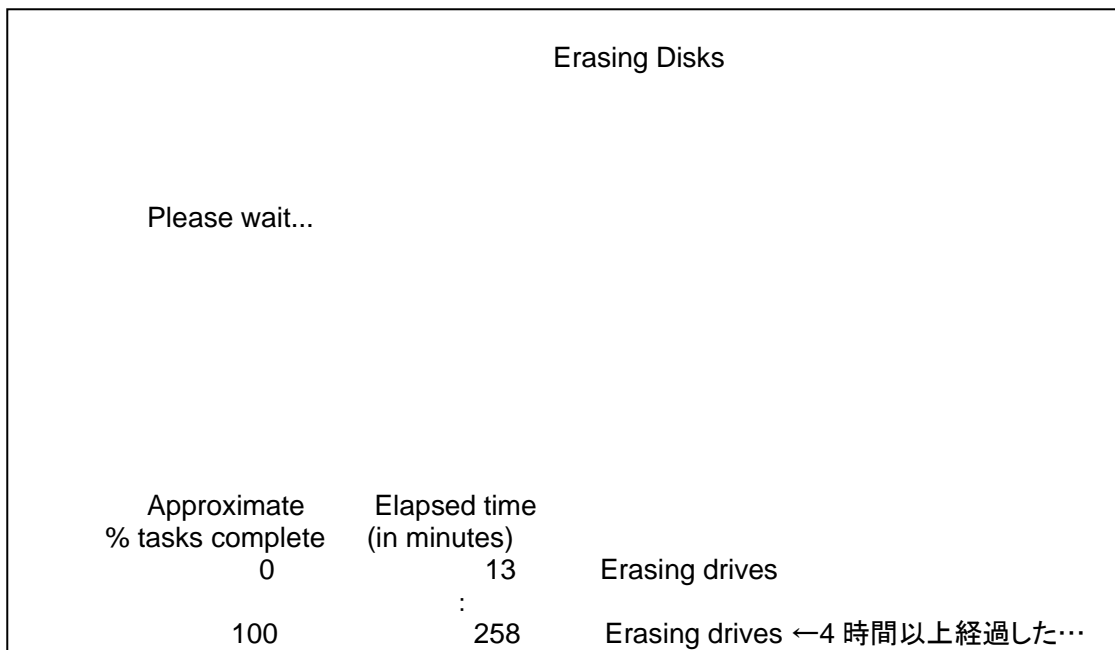 Erasing Disks
Please wait...
Approximate Elapsed time
% tasks complete (in minutes)
0 13 Erasing drives
:
100 258 Erasing drives ←4 時間以上経過した…